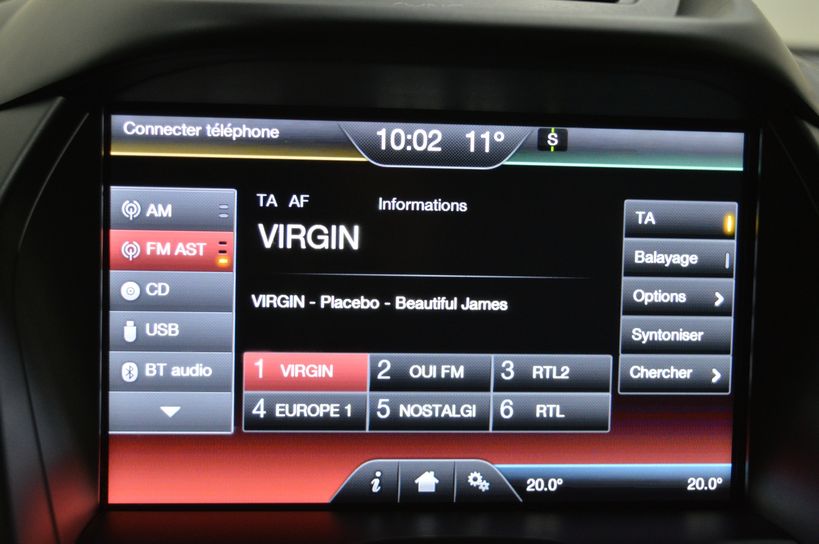 Connecter téléphone
10:02 11° S
AM
FM AST
CD
USB
BT audio
TA AF Informations
VIRGIN
VIRGIN - Placebo - Beautiful James
1 VIRGIN 2 OUI FM 3 RTL2
4 EUROPE 1 5 NOSTALGI 6 RTL
TA
Balayage
Options
Syntoniser
Chercher
i
20.0° 20.0°